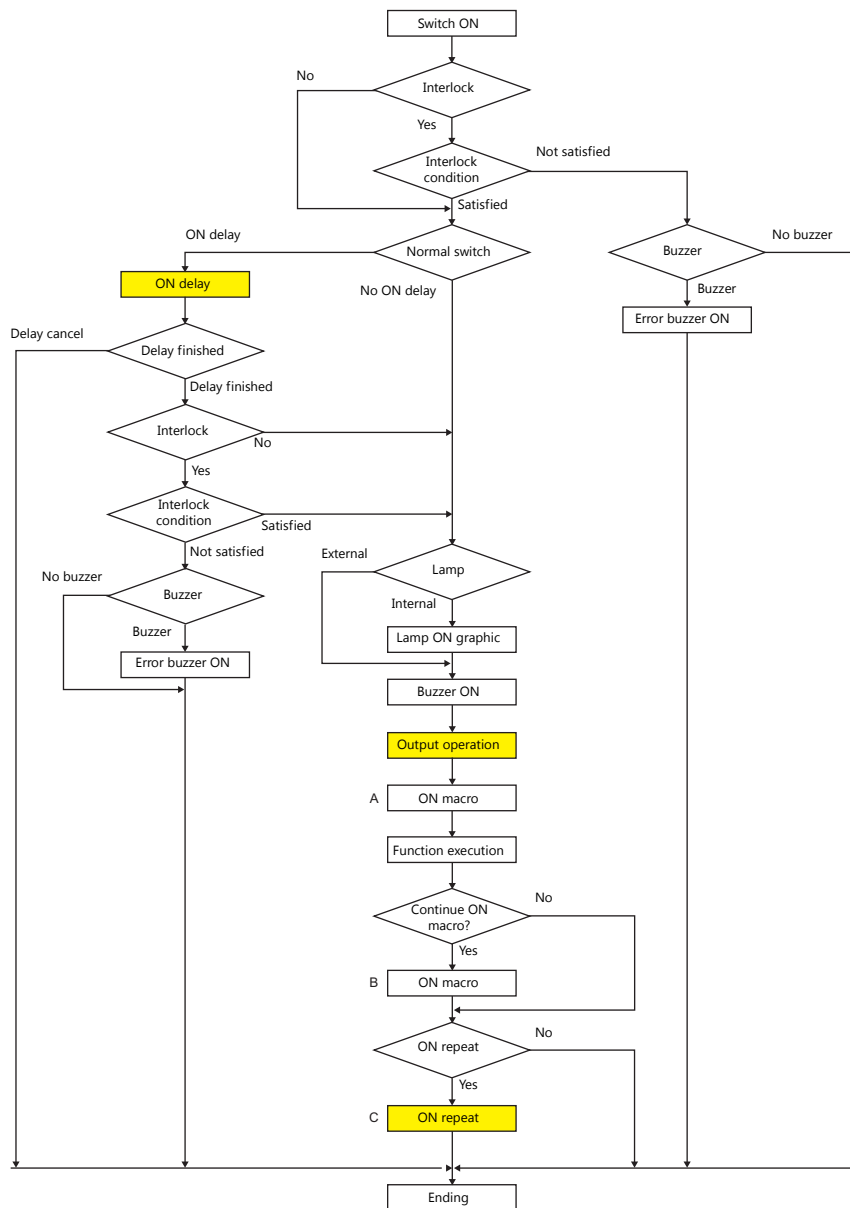 Switch ON
No
Interlock
Yes
Interlock
condition
Not satisfied
Satisfied
ON delay
Normal switch
No ON delay
Buzzer
No buzzer
Buzzer
Error buzzer ON
ON delay
Delay cancel
Delay finished
Delay finished
Interlock
No
Yes
Interlock
condition
Satisfied
Not satisfied
No buzzer
Buzzer
Buzzer
Error buzzer ON
External
Lamp
Internal
Lamp ON graphic
Buzzer ON
Output operation
A
ON macro
Function execution
Continue ON
macro?
No
Yes
B
ON macro
ON repeat
No
Yes
C
ON repeat
Ending